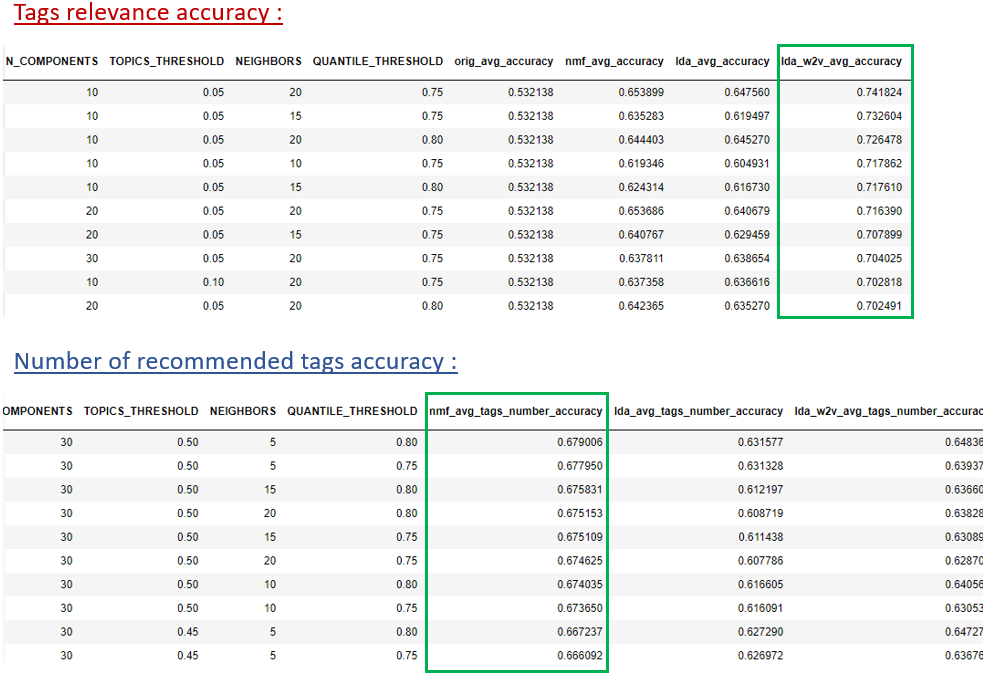 Tags relevance accuracy :
N_COMPONENTS TOPICS_THRESHOLD NEIGHBORS QUANTILE_THRESHOLD orig_avg_accuracy nmf_avg_accuracy lda_avg_accuracy lda_w2v_avg_accuracy
10 0.05 20 0.75 0.532138 0.653899 0.647560 0.741824
10 0.05 15 0.75 0.532138 0.635283 0.619497 0.732604
10 0.05 20 0.80 0.532138 0.644403 0.645270 0.726478
10 0.05 10 0.75 0.532138 0.619346 0.604931 0.717862
10 0.05 15 0.80 0.532138 0.624314 0.616730 0.717610
20 0.05 20 0.75 0.532138 0.653686 0.640679 0.716390
20 0.05 15 0.75 0.532138 0.640767 0.629459 0.707899
30 0.05 20 0.75 0.532138 0.637811 0.638654 0.704025
10 0.10 20 0.75 0.532138 0.637358 0.636616 0.702818
20 0.05 20 0.80 0.532138 0.642365 0.635270 0.702491
Number of recommended tags accuracy :
OMPONENTS TOPICS_THRESHOLD NEIGHBORS QUANTILE_THRESHOLD nmf_avg_tags_number_accuracy lda_avg_tags_number_accuracy lda_w2v_avg_tags_number_accurac
30 0.50 5 0.80 0.679006 0.631577 0.64836
30 0.50 5 0.75 0.677950 0.631328 0.63937
30 0.50 15 0.80 0.675831 0.612197 0.63660
30 0.50 20 0.80 0.675153 0.608719 0.63828
30 0.50 15 0.75 0.675109 0.611438 0.63089
30 0.50 20 0.75 0.674625 0.607786 0.62870
30 0.50 10 0.80 0.674035 0.616605 0.64056
30 0.50 10 0.75 0.673650 0.616091 0.63053
30 0.45 5 0.80 0.667237 0.627290 0.64727
30 0.45 5 0.75 0.666092 0.626972 0.63676